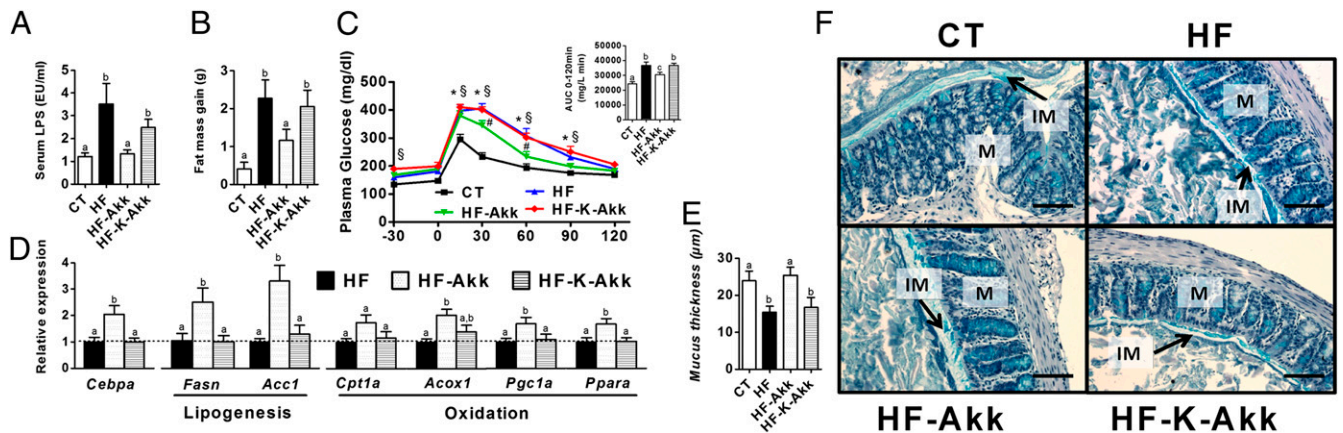 A
Serum LPS (EU/ml)
5
4
3
2
1
0
a
b
a
b
CT
HF
HF-Akk
HF-K-Akk
B
Fat mass gain (g)
4
3
2
1
0
a
b
a
b
CT
HF
HF-Akk
HF-K-Akk
C
Plasma Glucose (mg/dl)
400
300
200
100
0
-30
0
30
60
90
120
§
* §
* §
#
* §
#
* §
CT
HF
HF-Akk
HF-K-Akk
AUC 0-120min
(mg/L min)
50000
40000
30000
20000
10000
0
a
b
c
b
CT
HF
HF-Akk
HF-K-Akk
D
Relative expression
4
3
2
1
0
HF
HF-Akk
HF-K-Akk
a b a
a b a
a b a
a a a
a b a,b
a b a
a b a
Cebpa
Fasn
Acc1
Cpt1a
Acox1
Pgc1a
Ppara
Lipogenesis
Oxidation
E
Mucus thickness (µm)
30
20
10
0
a
b
a
b
CT
HF
HF-Akk
HF-K-Akk
F
CT
HF
IM
M
M
IM
IM
M
M
IM
HF-Akk
HF-K-Akk